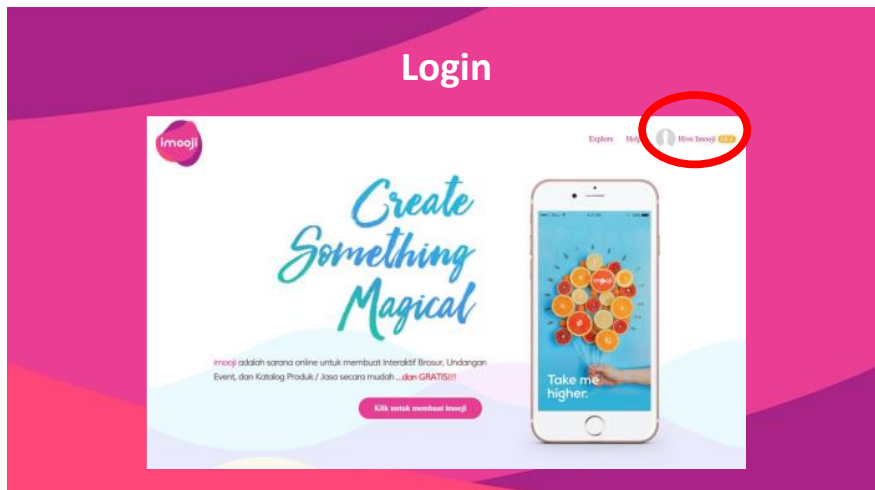 Login
imooji
Explore
Help
Hive Imooji
Create
Something
Magical
imooji
Take me
higher.
imooji adalah sarana online untuk membuat Interaktif Brosur, Undangan
Event, dan Katalog Produk / Jasa secara mudah ...dan GRATIS!!!
Klik untuk membuat imooji